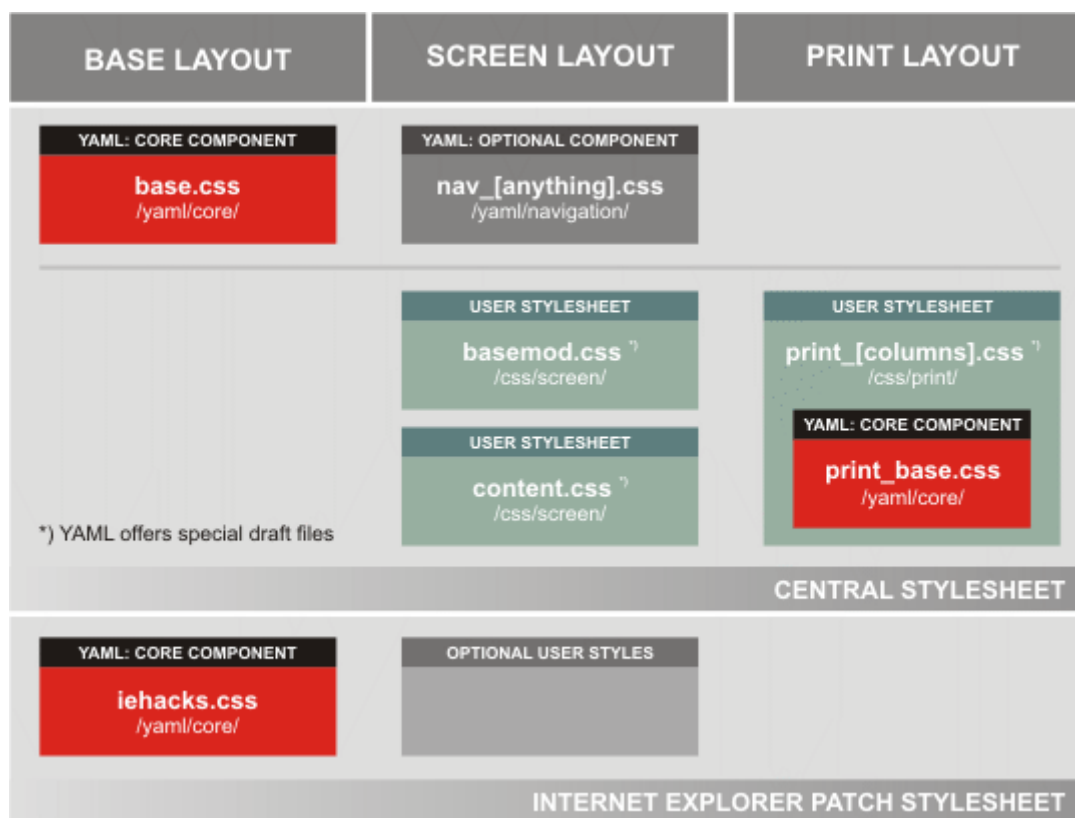 BASE LAYOUT
SCREEN LAYOUT
PRINT LAYOUT
YAML: CORE COMPONENT
base.css
/yaml/core/
YAML: OPTIONAL COMPONENT
nav_[anything].css
/yaml/navigation/
USER STYLESHEET
basemod.css *)
/css/screen/
USER STYLESHEET
print_[columns].css *)
/css/print/
USER STYLESHEET
content.css *)
/css/screen/
YAML: CORE COMPONENT
print_base.css
/yaml/core/
*) YAML offers special draft files
CENTRAL STYLESHEET
YAML: CORE COMPONENT
iehacks.css
/yaml/core/
OPTIONAL USER STYLES
INTERNET EXPLORER PATCH STYLESHEET